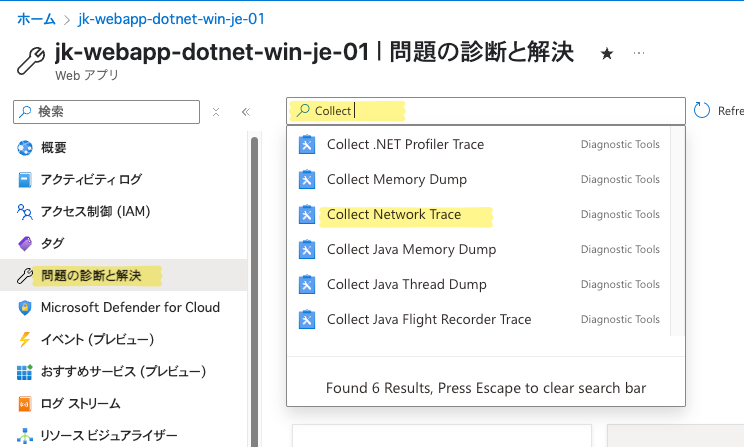 ホーム > jk-webapp-dotnet-win-je-01
jk-webapp-dotnet-win-je-01 | 問題の診断と解決 ★ …
Web アプリ
検索
«
Collect
Refre
概要
アクティビティ ログ
アクセス制御 (IAM)
タグ
問題の診断と解決
Microsoft Defender for Cloud
イベント (プレビュー)
おすすめサービス (プレビュー)
ログ ストリーム
リソース ビジュアライザー
Collect .NET Profiler Trace Diagnostic Tools
Collect Memory Dump Diagnostic Tools
Collect Network Trace Diagnostic Tools
Collect Java Memory Dump Diagnostic Tools
Collect Java Thread Dump Diagnostic Tools
Collect Java Flight Recorder Trace Diagnostic Tools
Found 6 Results, Press Escape to clear search bar